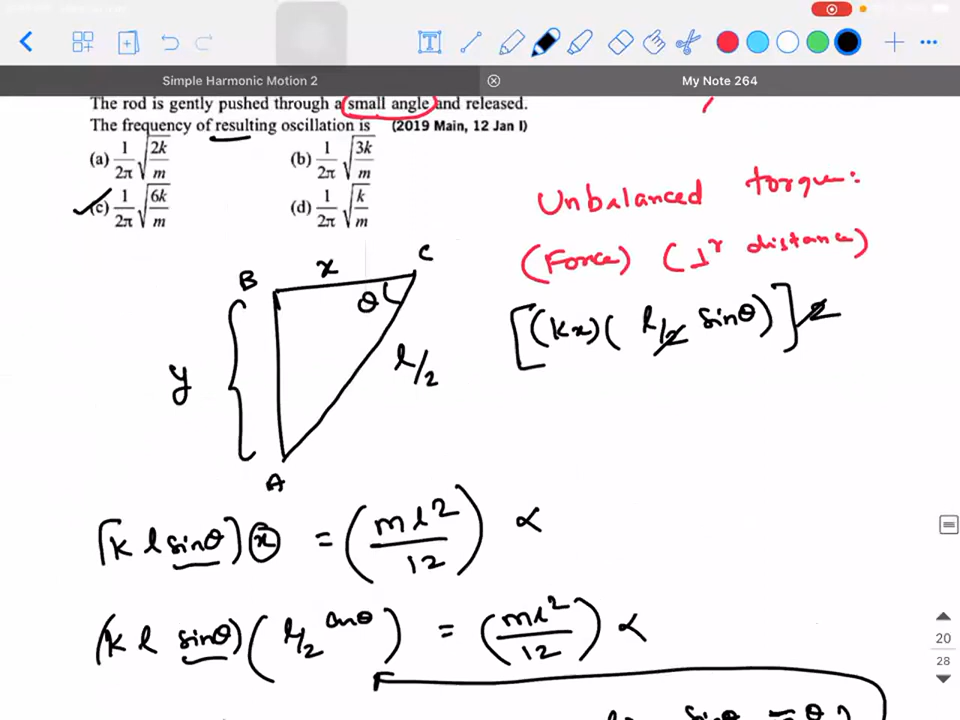 Simple Harmonic Motion 2
My Note 264
The rod is gently pushed through a small angle and released.
The frequency of resulting oscillation is (2019 Main, 12 Jan I)
(a) 1/2π √2k/m (b) 1/2π √3k/m
(c) 1/2π √6k/m (d) 1/2π √k/m
Unbalanced torque:
(Force) (⊥r distance)
[(kx)( l/2 sinθ)] 2
B x C
θ
y l/2
A
(k l sinθ) x = (ml²/12) α
(k l sinθ)(l/2 cosθ) = (ml²/12) α
sinθ = θ
20
28